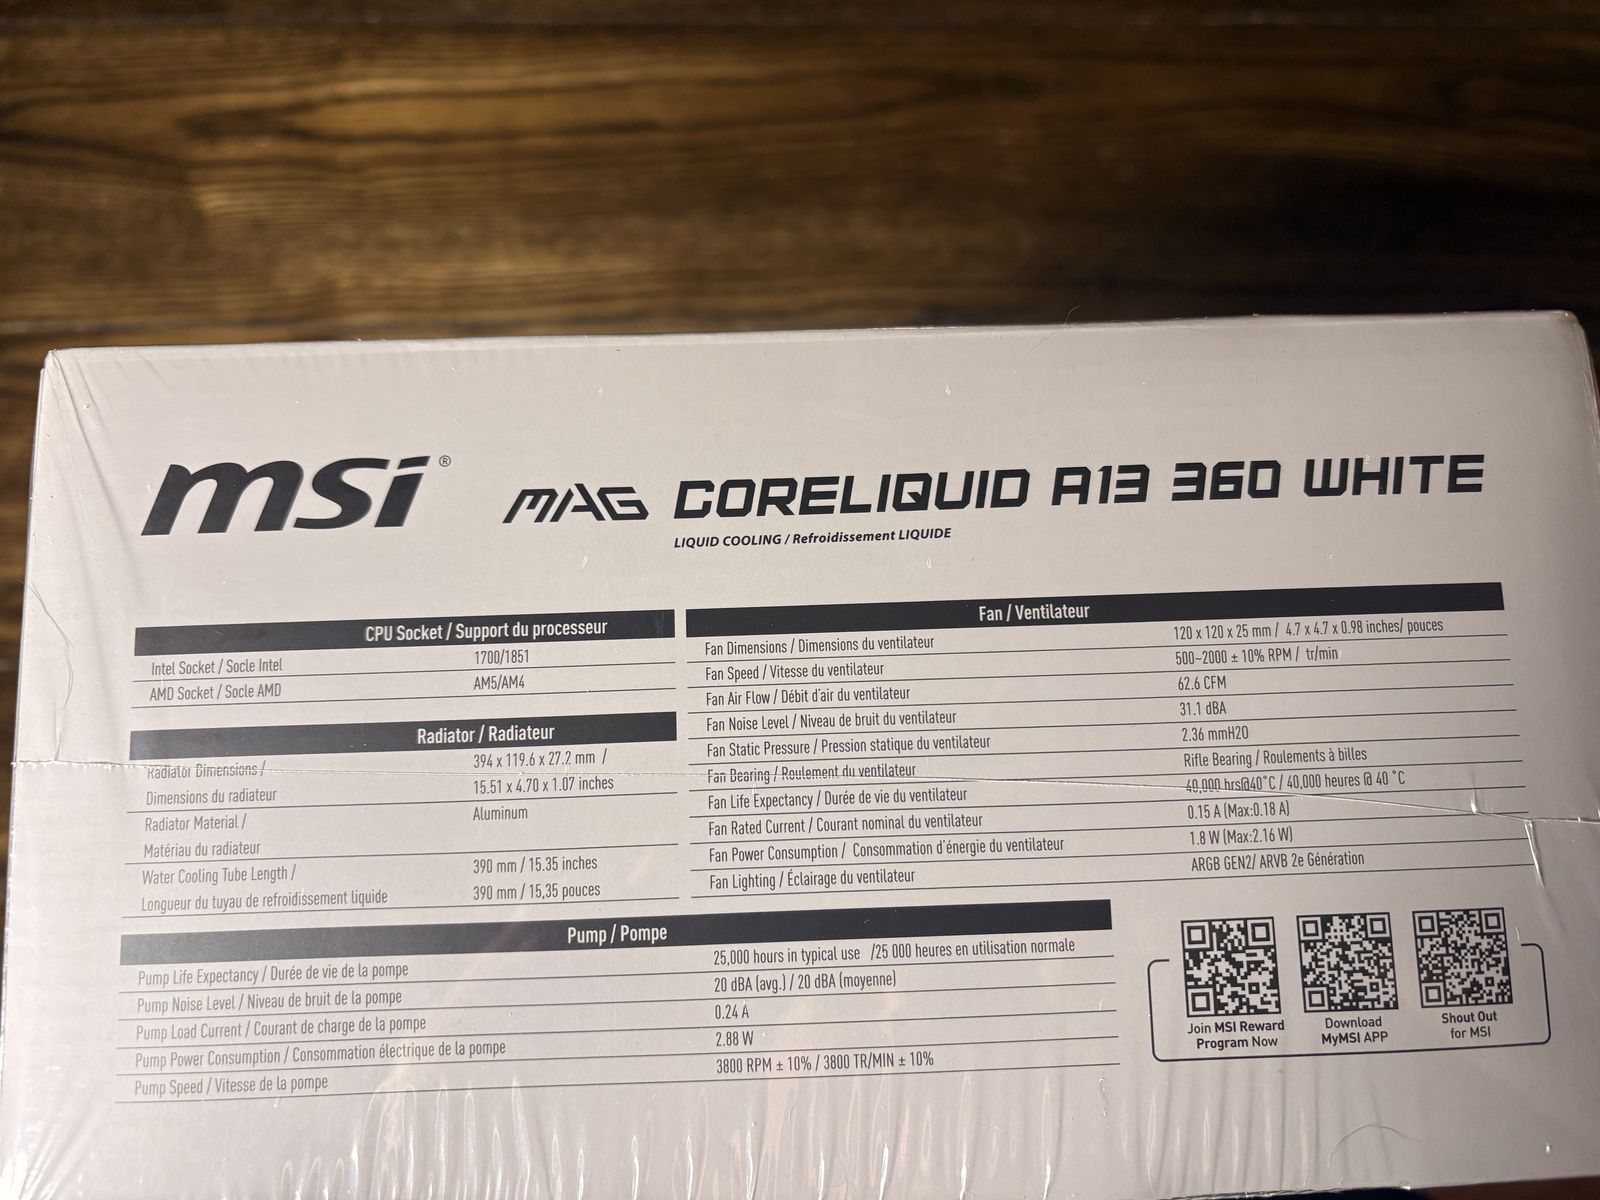 msi®
MAG CORELIQUID A13 360 WHITE
LIQUID COOLING / Refroidissement LIQUIDE
CPU Socket / Support du processeur
Intel Socket / Socle Intel 1700/1851
AMD Socket / Socle AMD AM5/AM4
Radiator / Radiateur
Radiator Dimensions / 394 x 119.6 x 27.2 mm /
Dimensions du radiateur 15.51 x 4.70 x 1.07 inches
Radiator Material / Aluminum
Matériau du radiateur
Water Cooling Tube Length / 390 mm / 15.35 inches
Longueur du tuyau de refroidissement liquide 390 mm / 15,35 pouces
Fan / Ventilateur
Fan Dimensions / Dimensions du ventilateur 120 x 120 x 25 mm / 4.7 x 4.7 x 0.98 inches/ pouces
Fan Speed / Vitesse du ventilateur 500~2000 ± 10% RPM / tr/min
Fan Air Flow / Débit d'air du ventilateur 62.6 CFM
Fan Noise Level / Niveau de bruit du ventilateur 31.1 dBA
Fan Static Pressure / Pression statique du ventilateur 2.36 mmH2O
Fan Bearing / Roulement du ventilateur Rifle Bearing / Roulements à billes
Fan Life Expectancy / Durée de vie du ventilateur 40,000 hrs@40°C / 40,000 heures @ 40 °C
Fan Rated Current / Courant nominal du ventilateur 0.15 A (Max:0.18 A)
Fan Power Consumption / Consommation d'énergie du ventilateur 1.8 W (Max:2.16 W)
Fan Lighting / Éclairage du ventilateur ARGB GEN2/ ARVB 2e Génération
Pump / Pompe
Pump Life Expectancy / Durée de vie de la pompe 25,000 hours in typical use /25 000 heures en utilisation normale
Pump Noise Level / Niveau de bruit de la pompe 20 dBA (avg.) / 20 dBA (moyenne)
Pump Load Current / Courant de charge de la pompe 0.24 A
Pump Power Consumption / Consommation électrique de la pompe 2.88 W
Pump Speed / Vitesse de la pompe 3800 RPM ± 10% / 3800 TR/MIN ± 10%
Join MSI Reward
Program Now
Download
MyMSI APP
Shout Out
for MSI